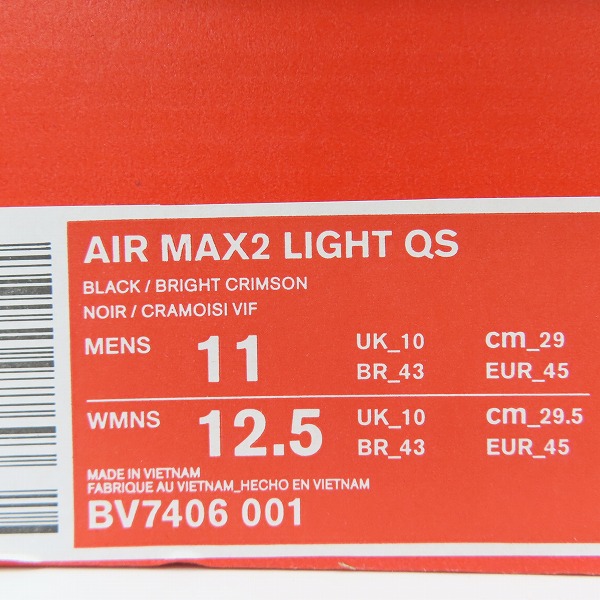 AIR MAX2 LIGHT QS
BLACK / BRIGHT CRIMSON
NOIR / CRAMOISI VIF
MENS 11 UK_10 cm_29
BR_43 EUR_45
WMNS 12.5 UK_10 cm_29.5
BR_43 EUR_45
MADE IN VIETNAM
FABRIQUE AU VIETNAM_HECHO EN VIETNAM
BV7406 001